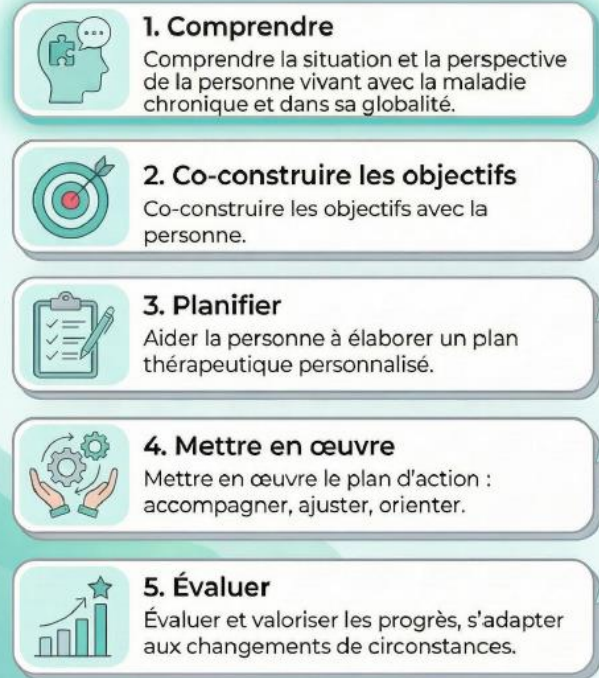 1. Comprendre
Comprendre la situation et la perspective
de la personne vivant avec la maladie
chronique et dans sa globalité.
2. Co-construire les objectifs
Co-construire les objectifs avec la
personne.
3. Planifier
Aider la personne à élaborer un plan
thérapeutique personnalisé.
4. Mettre en œuvre
Mettre en œuvre le plan d'action :
accompagner, ajuster, orienter.
5. Évaluer
Évaluer et valoriser les progrès, s'adapter
aux changements de circonstances.